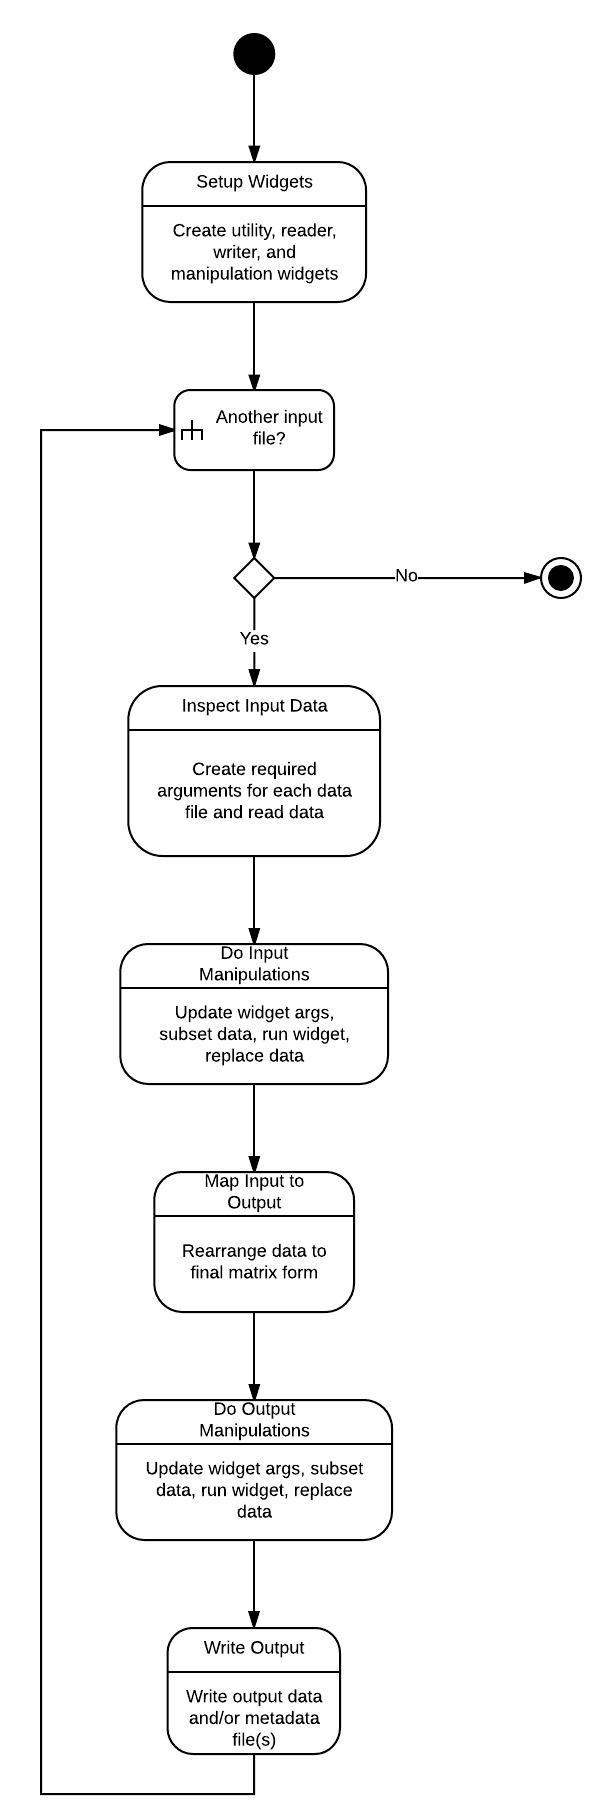 Setup Widgets
Create utility, reader,
writer, and
manipulation widgets
Another input
file?
No
Yes
Inspect Input Data
Create required
arguments for each data
file and read data
Do Input
Manipulations
Update widget args,
subset data, run widget,
replace data
Map Input to
Output
Rearrange data to
final matrix form
Do Output
Manipulations
Update widget args, subset
data, run widget, replace
data
Write Output
Write output data
and/or metadata
file(s)